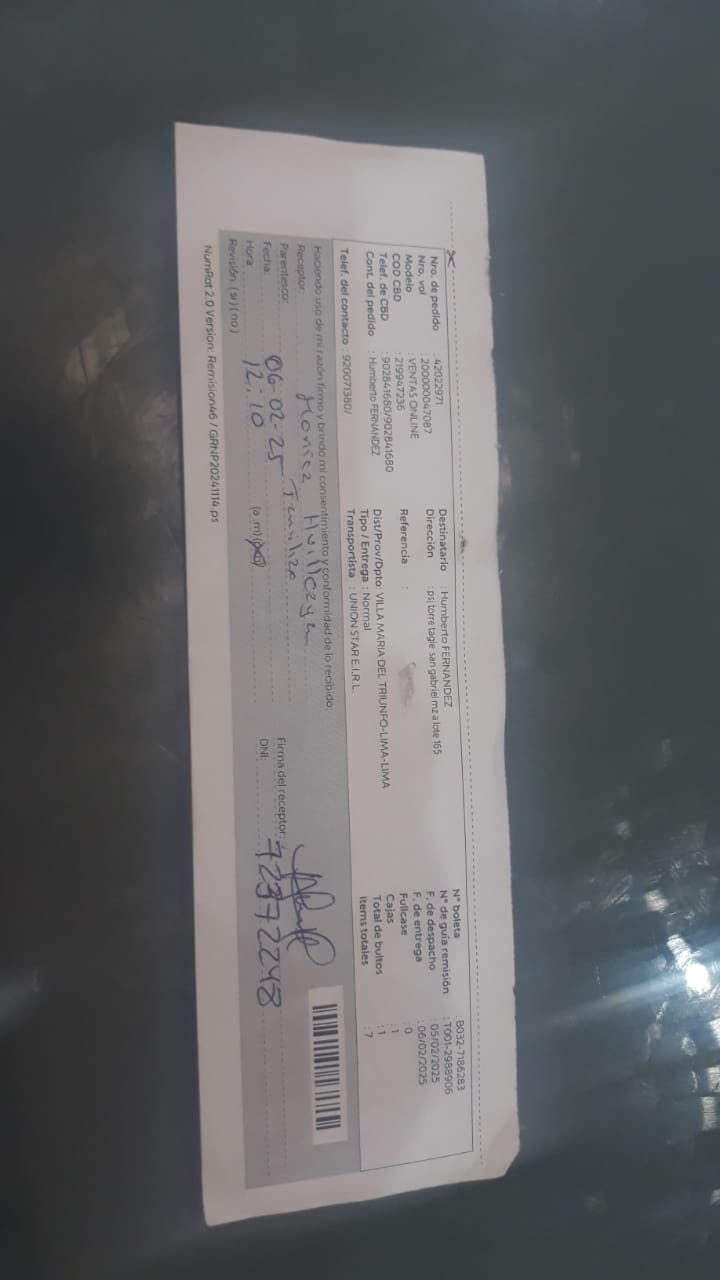 Nro. de pedido : 42022971
Nro. vol : 200000047087
Modelo : VENTAS ONLINE
COD CBD : 219947236
Telef. de CBD : 902841680/902841680
Cont. del pedido : Humberto FERNANDEZ
Telef. del contacto : 920071380/
Destinatario : Humberto FERNANDEZ
Dirección : psj torre tagle san gabriel mz a lote 165
Referencia :
Dist/Prov/Dpto: VILLA MARIA DEL TRIUNFO-LIMA-LIMA
Tipo / Entrega : Normal
Transportista : UNION STAR E.I.R.L.
N° boleta : B032-7186283
N° de guía remisión : T001-2988906
F. de despacho : 05/02/2025
F. de entrega : 06/02/2025
Fullcase : 0
Cajas : 1
Total de bultos : 1
Items totales : 7
Haciendo uso de mi razón firmo y brindo mi consentimiento y conformidad de lo recibido:
Receptor: Monica Huillcaya
Parentesco:
Fecha: 06-02-25
Hora: 12:10 (a.m)
Revisión (si) (no)
Firma del receptor:
DNI: 72372248
NumRot 2.0 Version: Remision46 / GRNP20241114.ps